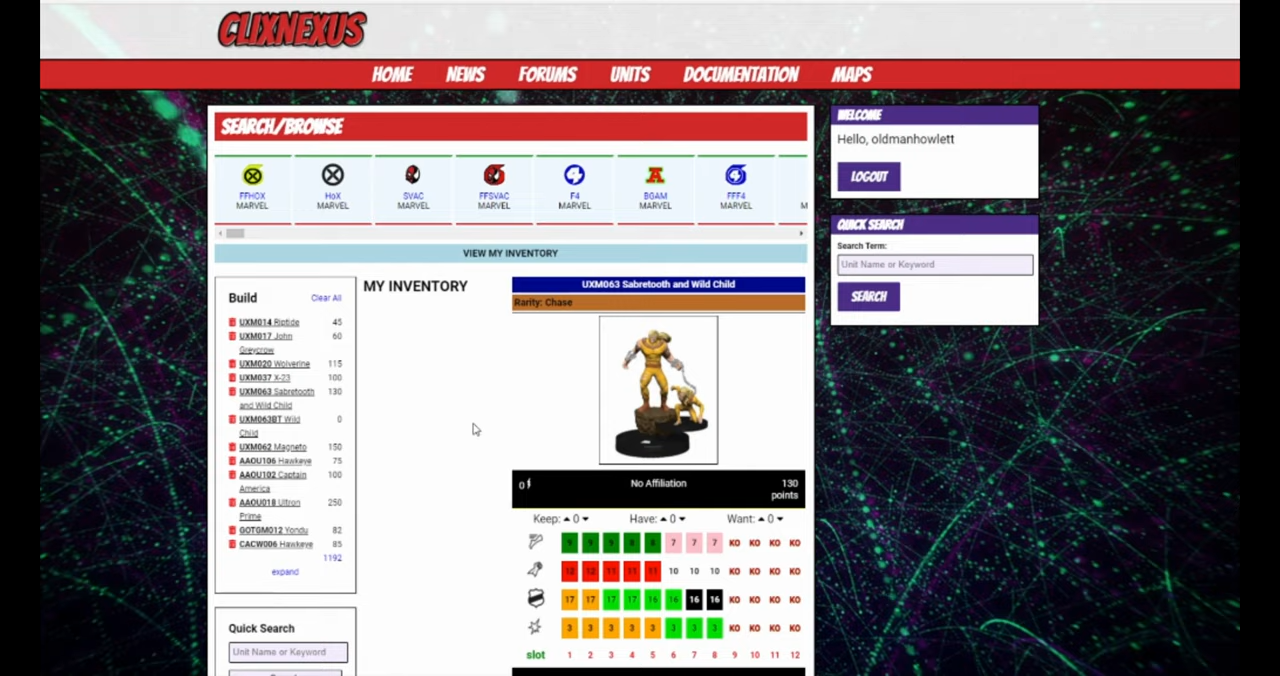 CLIXNEXUS
HOME NEWS FORUMS UNITS DOCUMENTATION MAPS
SEARCH/BROWSE
FFHOX HoX SVAC FFSVAC F4 BGAM FFF4
MARVEL MARVEL MARVEL MARVEL MARVEL MARVEL MARVEL M
VIEW MY INVENTORY
Build Clear All
UXM014 Riptide 45
UXM017 John 60
Greycrow
UXM020 Wolverine 115
UXM037 X-23 100
UXM063 Sabretooth 130
and Wild Child
UXM063BT Wild 0
Child
UXM062 Magneto 150
AAOU106 Hawkeye 75
AAOU102 Captain 100
America
AAOU018 Ultron 250
Prime
GOTGM012 Yondu 82
CACW006 Hawkeye 85
1192
expand
Quick Search
Unit Name or Keyword
MY INVENTORY
UXM063 Sabretooth and Wild Child
Rarity: Chase
0 No Affiliation 130
points
Keep: 0 Have: 0 Want: 0
9 9 9 8 8 7 7 7 KO KO KO KO
12 12 11 11 11 10 10 10 KO KO KO KO
17 17 17 17 16 16 16 16 KO KO KO KO
3 3 3 3 3 3 3 3 KO KO KO KO
slot 1 2 3 4 5 6 7 8 9 10 11 12
WELCOME
Hello, oldmanhowlett
LOGOUT
QUICK SEARCH
Search Term:
Unit Name or Keyword
SEARCH